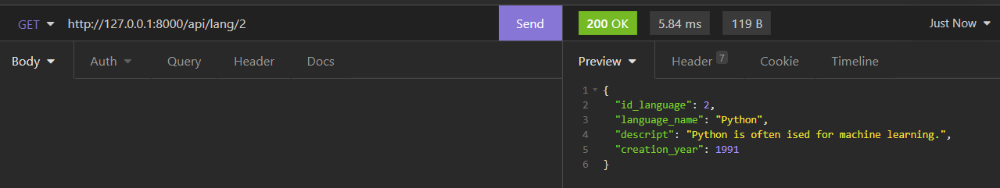 GET http://127.0.0.1:8000/api/lang/2 Send 200 OK 5.84 ms 119 B Just Now
Body Auth Query Header Docs Preview Header 7 Cookie Timeline
1 {
2 "id_language": 2,
3 "language_name": "Python",
4 "descript": "Python is often ised for machine learning.",
5 "creation_year": 1991
6 }